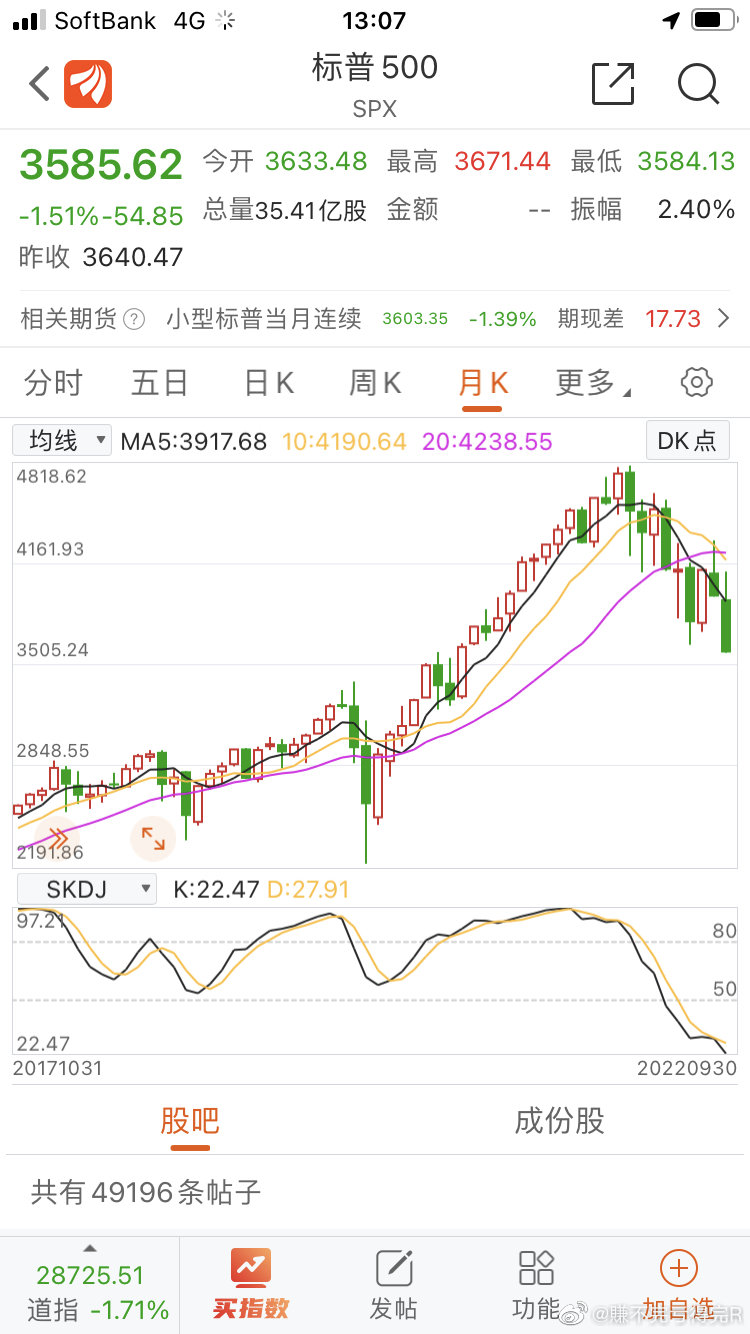 SoftBank 4G 13:07
标普500
SPX
3585.62 今开 3633.48 最高 3671.44 最低 3584.13
-1.51% -54.85 总量 35.41亿股 金额 -- 振幅 2.40%
昨收 3640.47
相关期货 ? 小型标普当月连续 3603.35 -1.39% 期现差 17.73
分时 五日 日K 周K 月K 更多
均线 MA5:3917.68 10:4190.64 20:4238.55 DK点
4818.62
4161.93
3505.24
2848.55
2191.86
SKDJ K:22.47 D:27.91
97.21 80
50
22.47
20171031 20220930
股吧 成份股
共有49196条帖子
28725.51
道指 -1.71% 买指数 发帖 功能 加自选